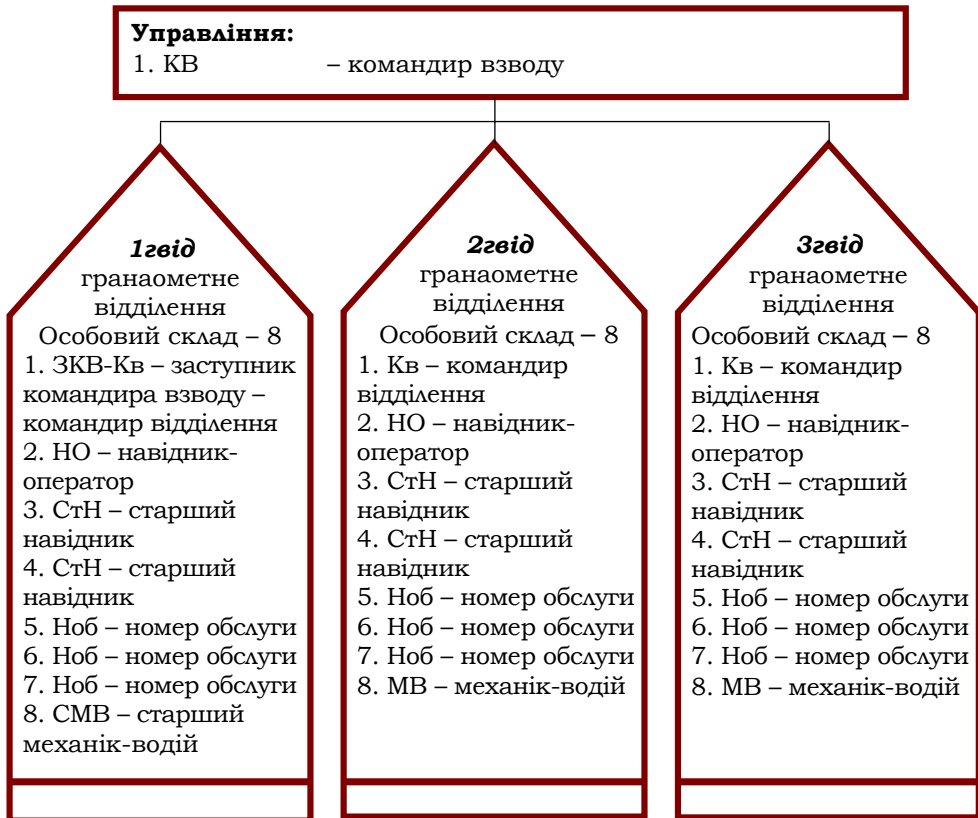 Управління:
1. КВ – командир взводу
1гвід
гранаометне
відділення
Особовий склад – 8
1. ЗКВ-Кв – заступник
командира взводу –
командир відділення
2. НО – навідник-
оператор
3. СтН – старший
навідник
4. СтН – старший
навідник
5. Ноб – номер обслуги
6. Ноб – номер обслуги
7. Ноб – номер обслуги
8. СМВ – старший
механік-водій
2гвід
гранаометне
відділення
Особовий склад – 8
1. Кв – командир
відділення
2. НО – навідник-
оператор
3. СтН – старший
навідник
4. СтН – старший
навідник
5. Ноб – номер обслуги
6. Ноб – номер обслуги
7. Ноб – номер обслуги
8. МВ – механік-водій
3гвід
гранаометне
відділення
Особовий склад – 8
1. Кв – командир
відділення
2. НО – навідник-
оператор
3. СтН – старший
навідник
4. СтН – старший
навідник
5. Ноб – номер обслуги
6. Ноб – номер обслуги
7. Ноб – номер обслуги
8. МВ – механік-водій